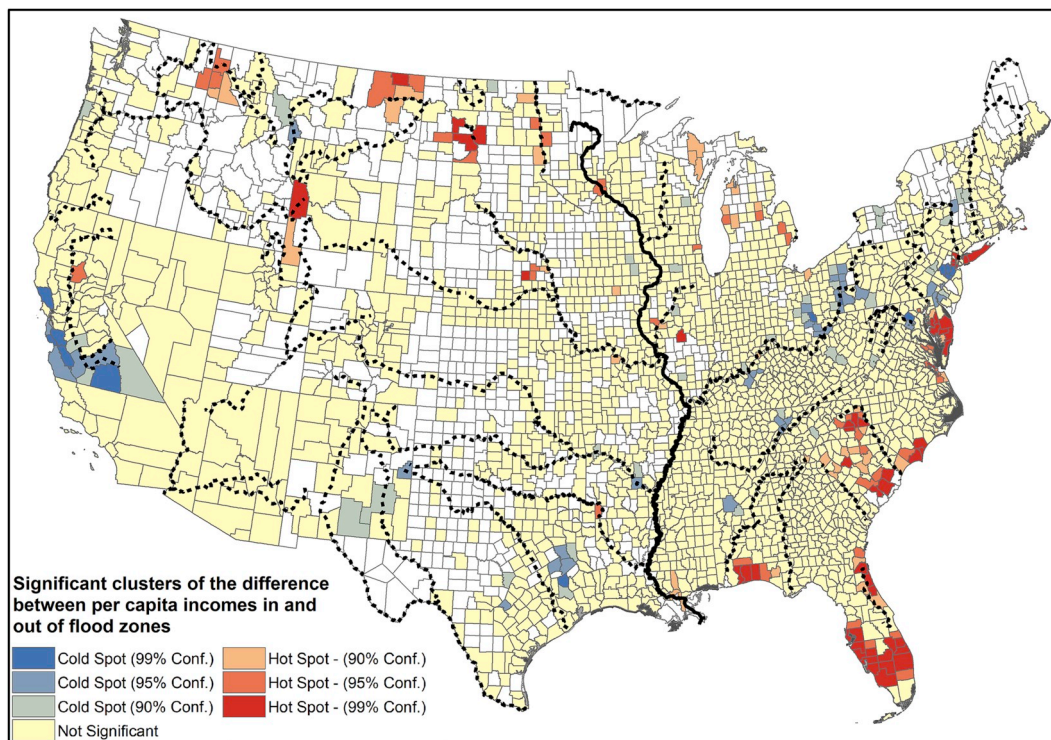 Significant clusters of the difference
between per capita incomes in and
out of flood zones
Cold Spot (99% Conf.)
Cold Spot (95% Conf.)
Cold Spot (90% Conf.)
Not Significant
Hot Spot - (90% Conf.)
Hot Spot - (95% Conf.)
Hot Spot - (99% Conf.)